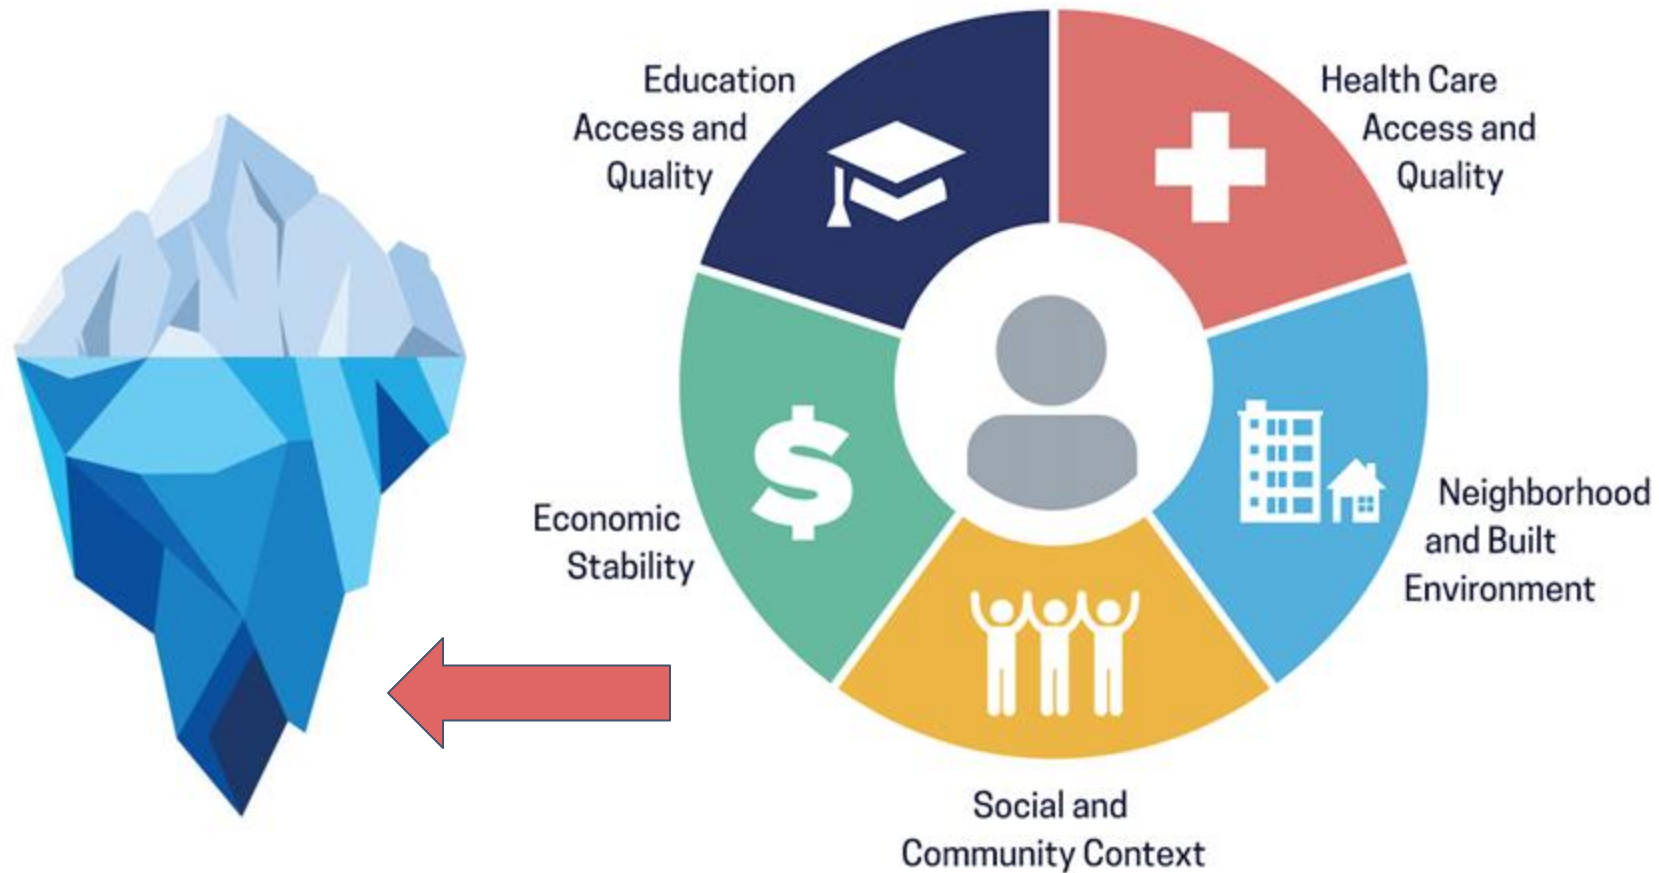 Education
Access and
Quality
Health Care
Access and
Quality
Economic
Stability
Neighborhood
and Built
Environment
Social and
Community Context